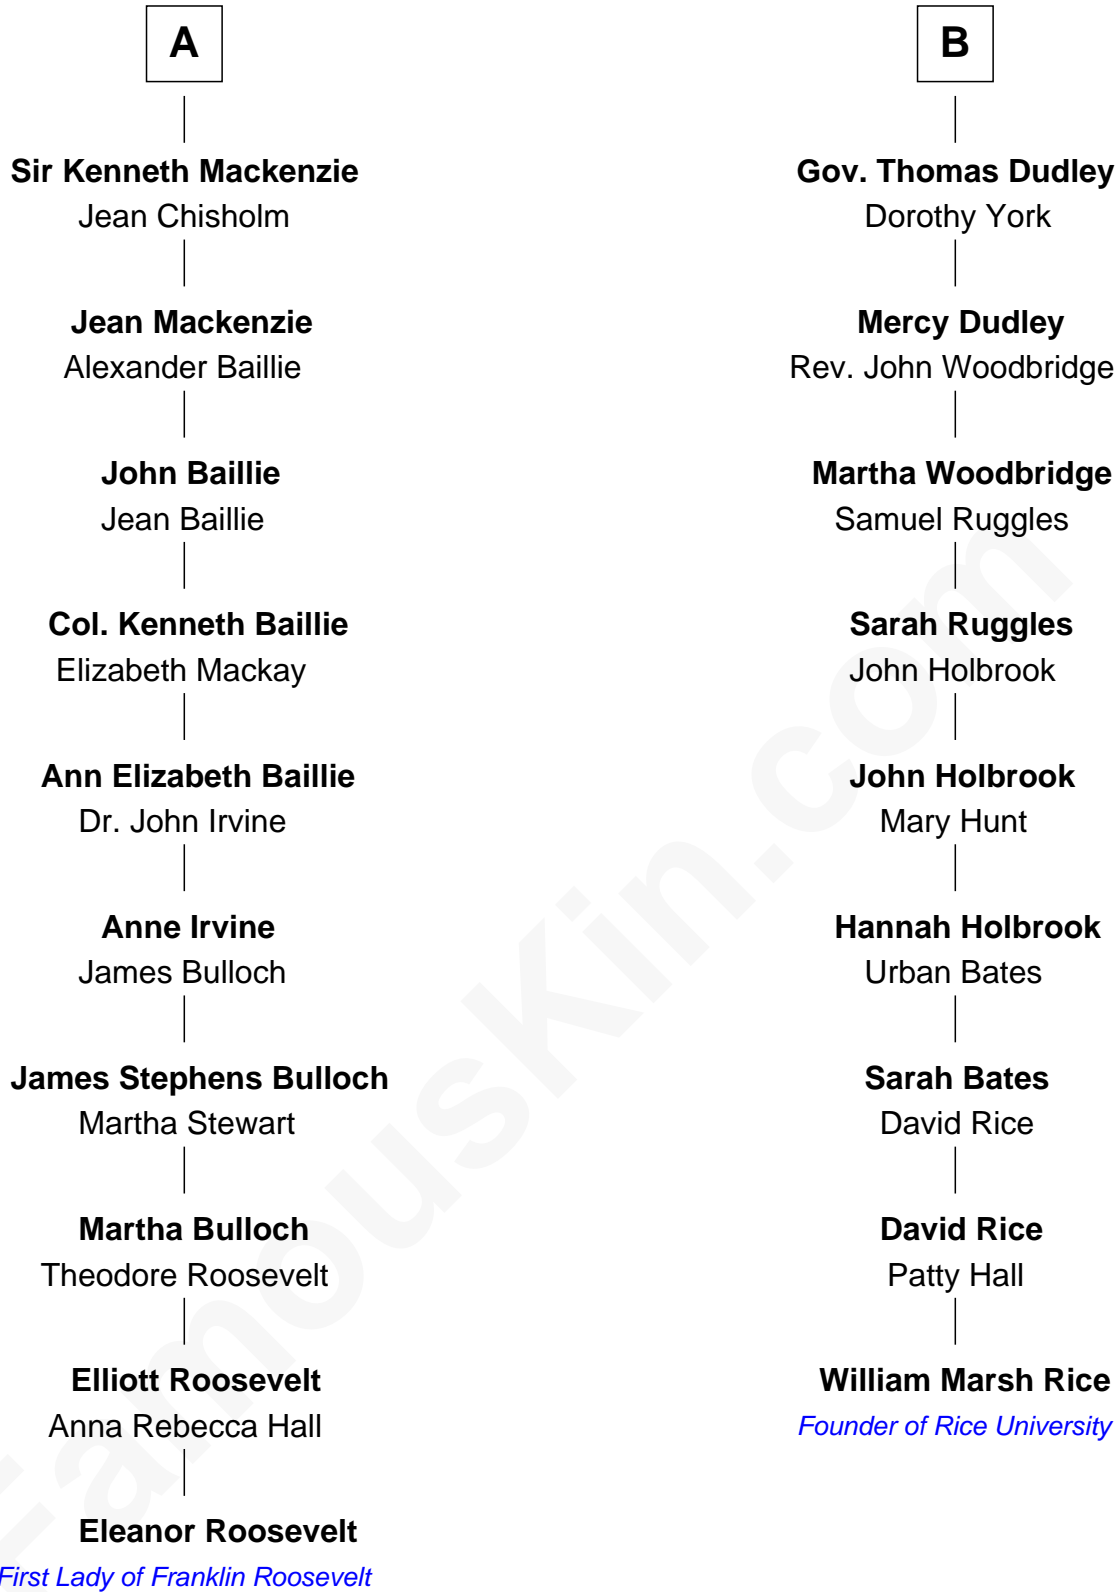 A
Sir Kenneth Mackenzie
Jean Chisholm
Jean Mackenzie
Alexander Baillie
John Baillie
Jean Baillie
Col. Kenneth Baillie
Elizabeth Mackay
Ann Elizabeth Baillie
Dr. John Irvine
Anne Irvine
James Bulloch
James Stephens Bulloch
Martha Stewart
Martha Bulloch
Theodore Roosevelt
Elliott Roosevelt
Anna Rebecca Hall
Eleanor Roosevelt
First Lady of Franklin Roosevelt
B
Gov. Thomas Dudley
Dorothy York
Mercy Dudley
Rev. John Woodbridge
Martha Woodbridge
Samuel Ruggles
Sarah Ruggles
John Holbrook
John Holbrook
Mary Hunt
Hannah Holbrook
Urban Bates
Sarah Bates
David Rice
David Rice
Patty Hall
William Marsh Rice
Founder of Rice University
FamousKin.com